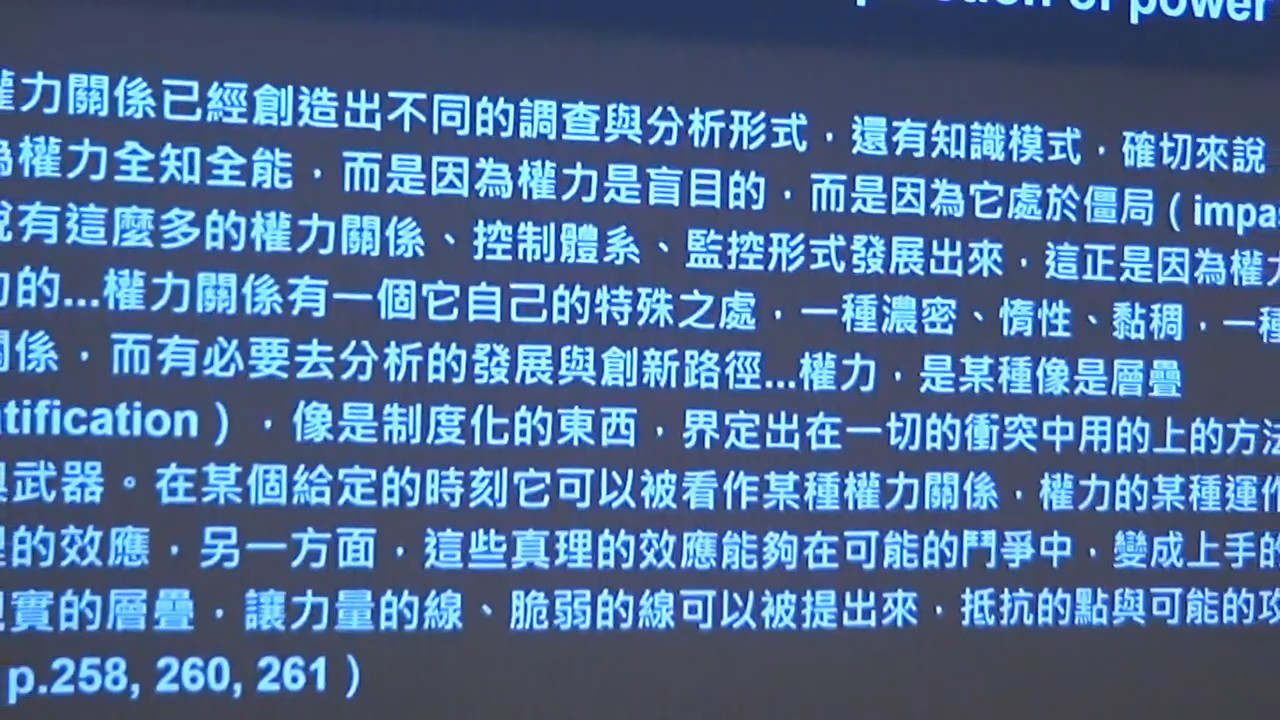 of power
權力關係已經創造出不同的調查與分析形式，還有知識模式，確切來說
為權力全知全能，而是因為權力是盲目的，而是因為它處於僵局（impa
說有這麼多的權力關係、控制體系、監控形式發展出來，這正是因為權力
的...權力關係有一個它自己的特殊之處，一種濃密、惰性、黏稠，一種
關係，而有必要去分析的發展與創新路徑...權力，是某種像是層疊
atification），像是制度化的東西，界定出在一切的衝突中用的上的方法
與武器。在某個給定的時刻它可以被看作某種權力關係，權力的某種運作
理的效應，另一方面，這些真理的效應能夠在可能的鬥爭中，變成上手的
現實的層疊，讓力量的線、脆弱的線可以被提出來，抵抗的點與可能的攻
p.258, 260, 261）